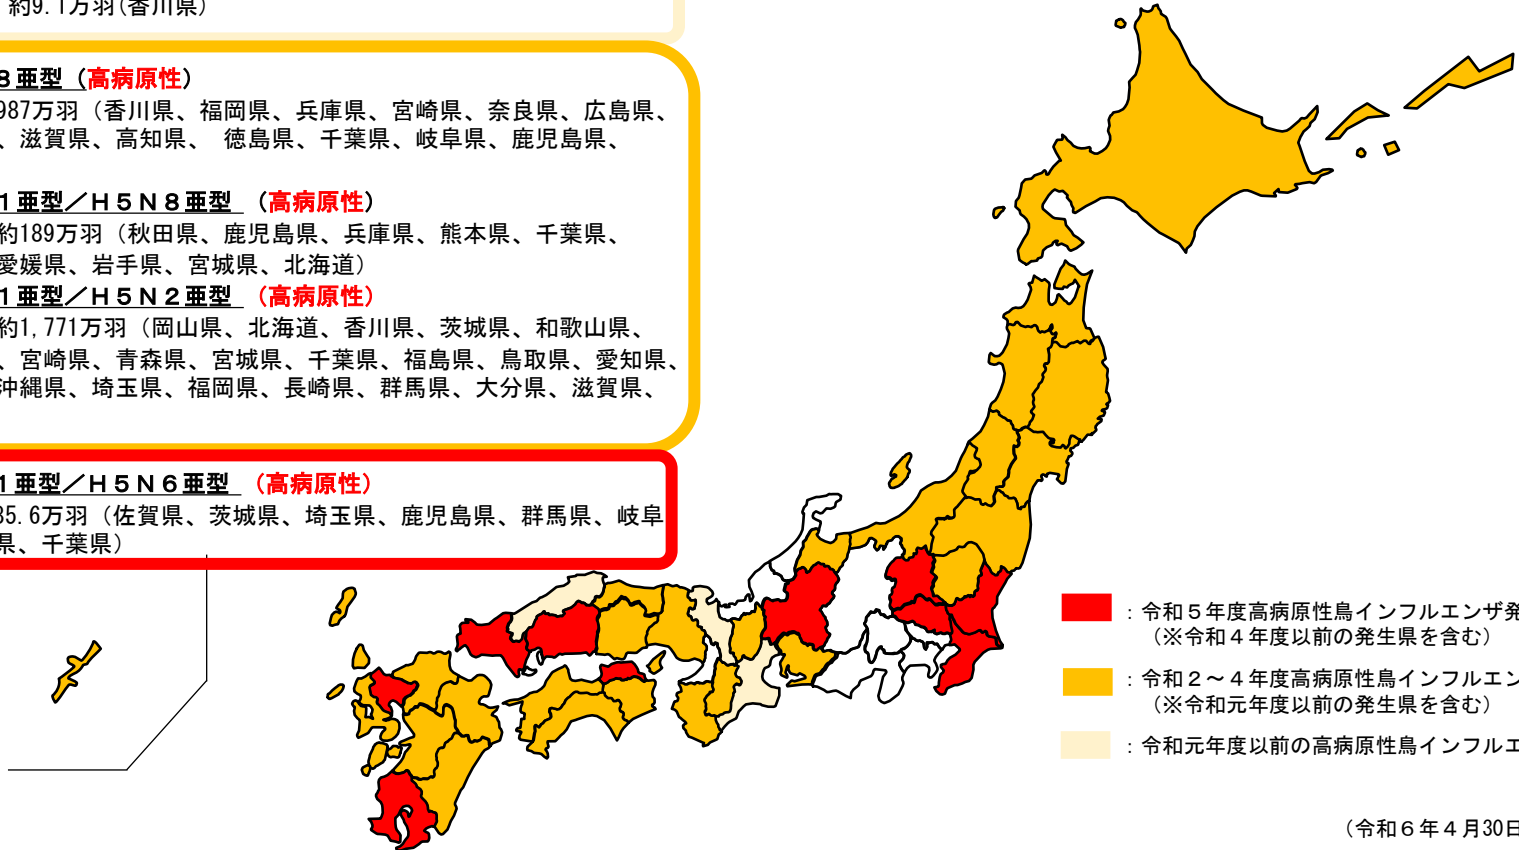 約9.1万羽(香川県)
8亜型（高病原性）
987万羽（香川県、福岡県、兵庫県、宮崎県、奈良県、広島県、
、滋賀県、高知県、 徳島県、千葉県、岐阜県、鹿児島県、
1亜型／Ｈ５Ｎ８亜型 （高病原性）
約189万羽（秋田県、鹿児島県、兵庫県、熊本県、千葉県、
愛媛県、岩手県、宮城県、北海道）
1亜型／Ｈ５Ｎ２亜型 （高病原性）
約1,771万羽（岡山県、北海道、香川県、茨城県、和歌山県、
、宮崎県、青森県、宮城県、千葉県、福島県、鳥取県、愛知県、
沖縄県、埼玉県、福岡県、長崎県、群馬県、大分県、滋賀県、
1亜型／Ｈ５Ｎ６亜型 （高病原性）
85.6万羽（佐賀県、茨城県、埼玉県、鹿児島県、群馬県、岐阜
県、千葉県）
：令和５年度高病原性鳥インフルエンザ発
（※令和４年度以前の発生県を含む）
：令和２～４年度高病原性鳥インフルエン
（※令和元年度以前の発生県を含む）
：令和元年度以前の高病原性鳥インフルエ
（令和６年４月30日